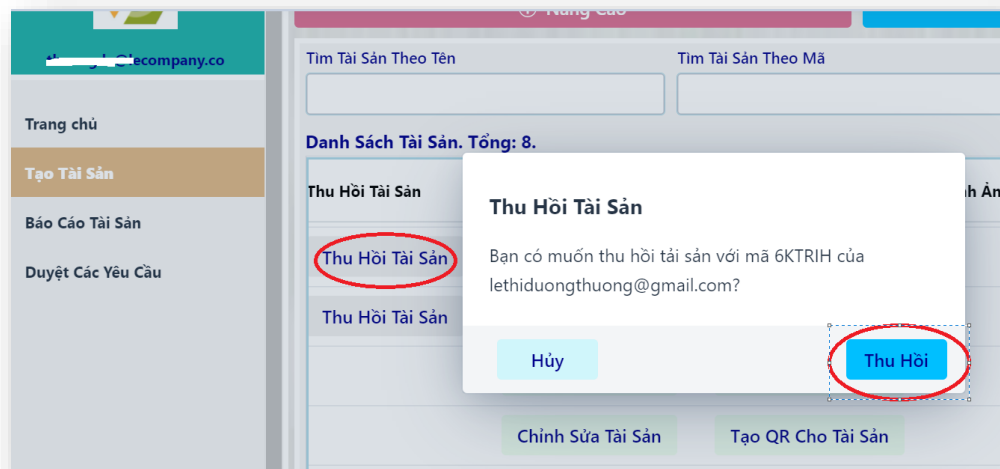 Nâng Cao
lecompany.co
Trang chủ
Tạo Tài Sản
Báo Cáo Tài Sản
Duyệt Các Yêu Cầu
Tìm Tài Sản Theo Tên
Tìm Tài Sản Theo Mã
Danh Sách Tài Sản. Tổng: 8.
Thu Hồi Tài Sản
Thu Hồi Tài Sản
Thu Hồi Tài Sản
Thu Hồi Tài Sản
Bạn có muốn thu hồi tải sản với mã 6KTRIH của
lethiduongthuong@gmail.com?
Hủy
Thu Hồi
Chỉnh Sửa Tài Sản
Tạo QR Cho Tài Sản